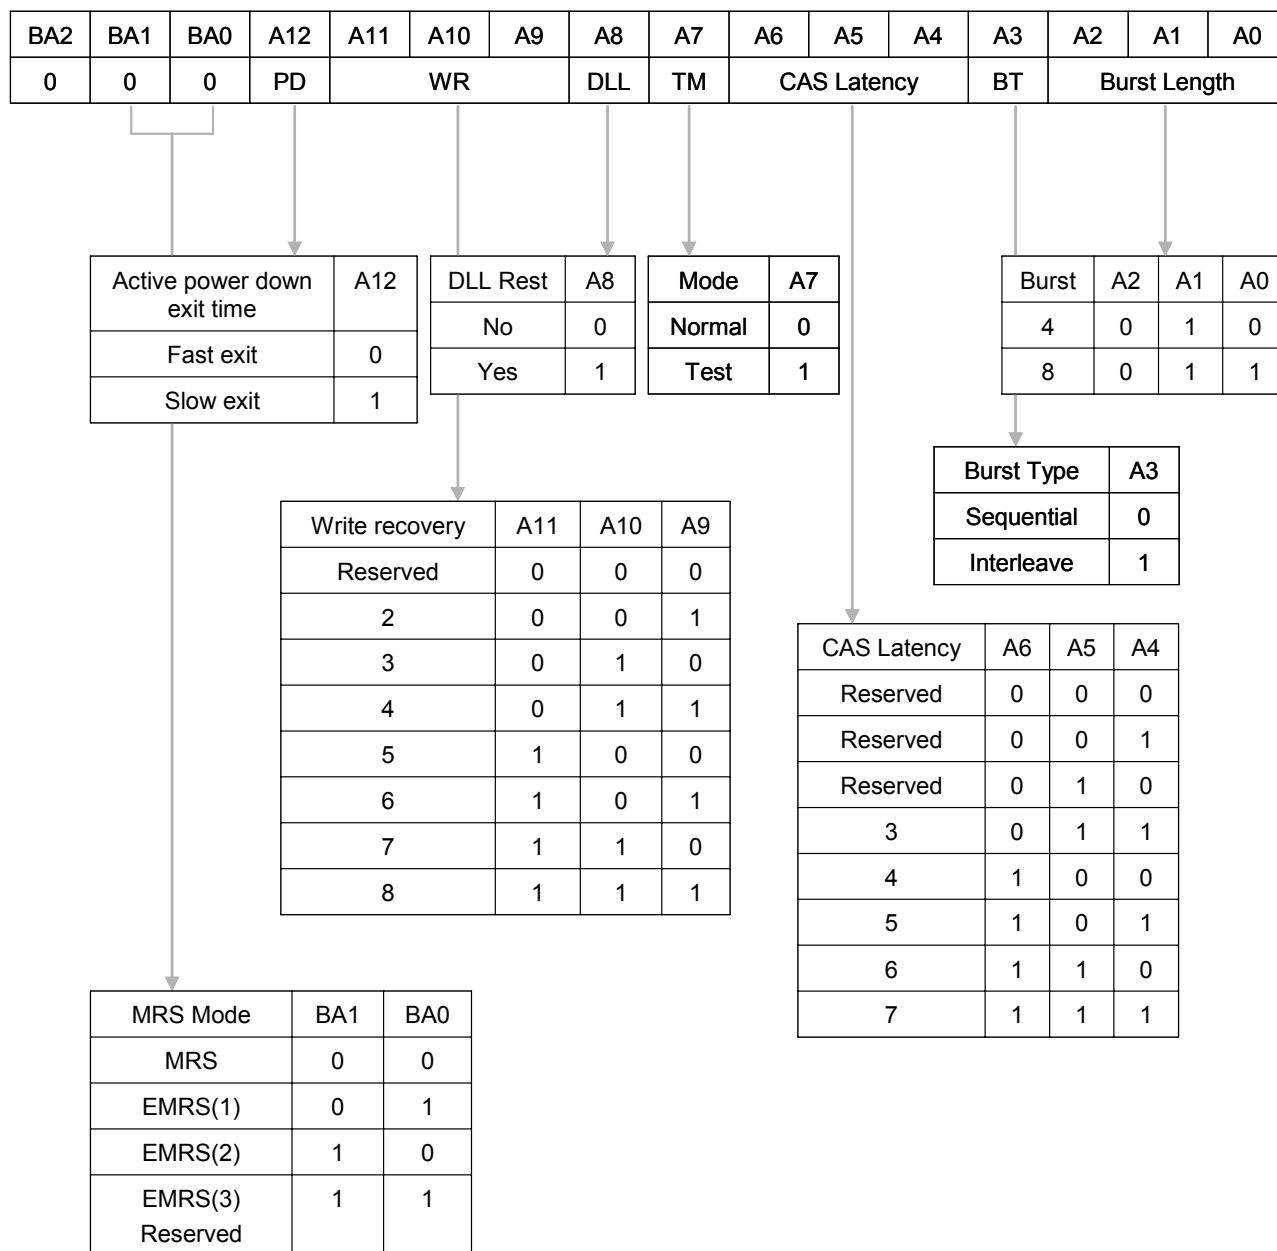 BA2 BA1 BA0 A12 A11 A10 A9 A8 A7 A6 A5 A4 A3 A2 A1 A0
0 0 0 PD WR DLL TM CAS Latency BT Burst Length
Active power down A12
exit time
Fast exit 0
Slow exit 1
DLL Rest A8
No 0
Yes 1
Mode A7
Normal 0
Test 1
Burst A2 A1 A0
4 0 1 0
8 0 1 1
Burst Type A3
Sequential 0
Interleave 1
Write recovery A11 A10 A9
Reserved 0 0 0
2 0 0 1
3 0 1 0
4 0 1 1
5 1 0 0
6 1 0 1
7 1 1 0
8 1 1 1
CAS Latency A6 A5 A4
Reserved 0 0 0
Reserved 0 0 1
Reserved 0 1 0
3 0 1 1
4 1 0 0
5 1 0 1
6 1 1 0
7 1 1 1
MRS Mode BA1 BA0
MRS 0 0
EMRS(1) 0 1
EMRS(2) 1 0
EMRS(3) 1 1
Reserved